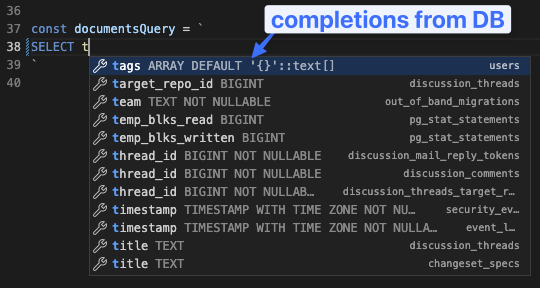 36
completions from DB
37 const documentsQuery = `
38 SELECT t
39 `
40
tags ARRAY DEFAULT '{}'::text[] users
target_repo_id BIGINT discussion_threads
team TEXT NOT NULLABLE out_of_band_migrations
temp_blks_read BIGINT pg_stat_statements
temp_blks_written BIGINT pg_stat_statements
thread_id BIGINT NOT NULLABLE discussion_mail_reply_tokens
thread_id BIGINT NOT NULLABLE discussion_comments
thread_id BIGINT NOT NULLAB… discussion_threads_target_r…
timestamp TIMESTAMP WITH TIME ZONE NOT NU… security_ev…
timestamp TIMESTAMP WITH TIME ZONE NOT NULLA… event_l…
title TEXT discussion_threads
title TEXT changeset_specs